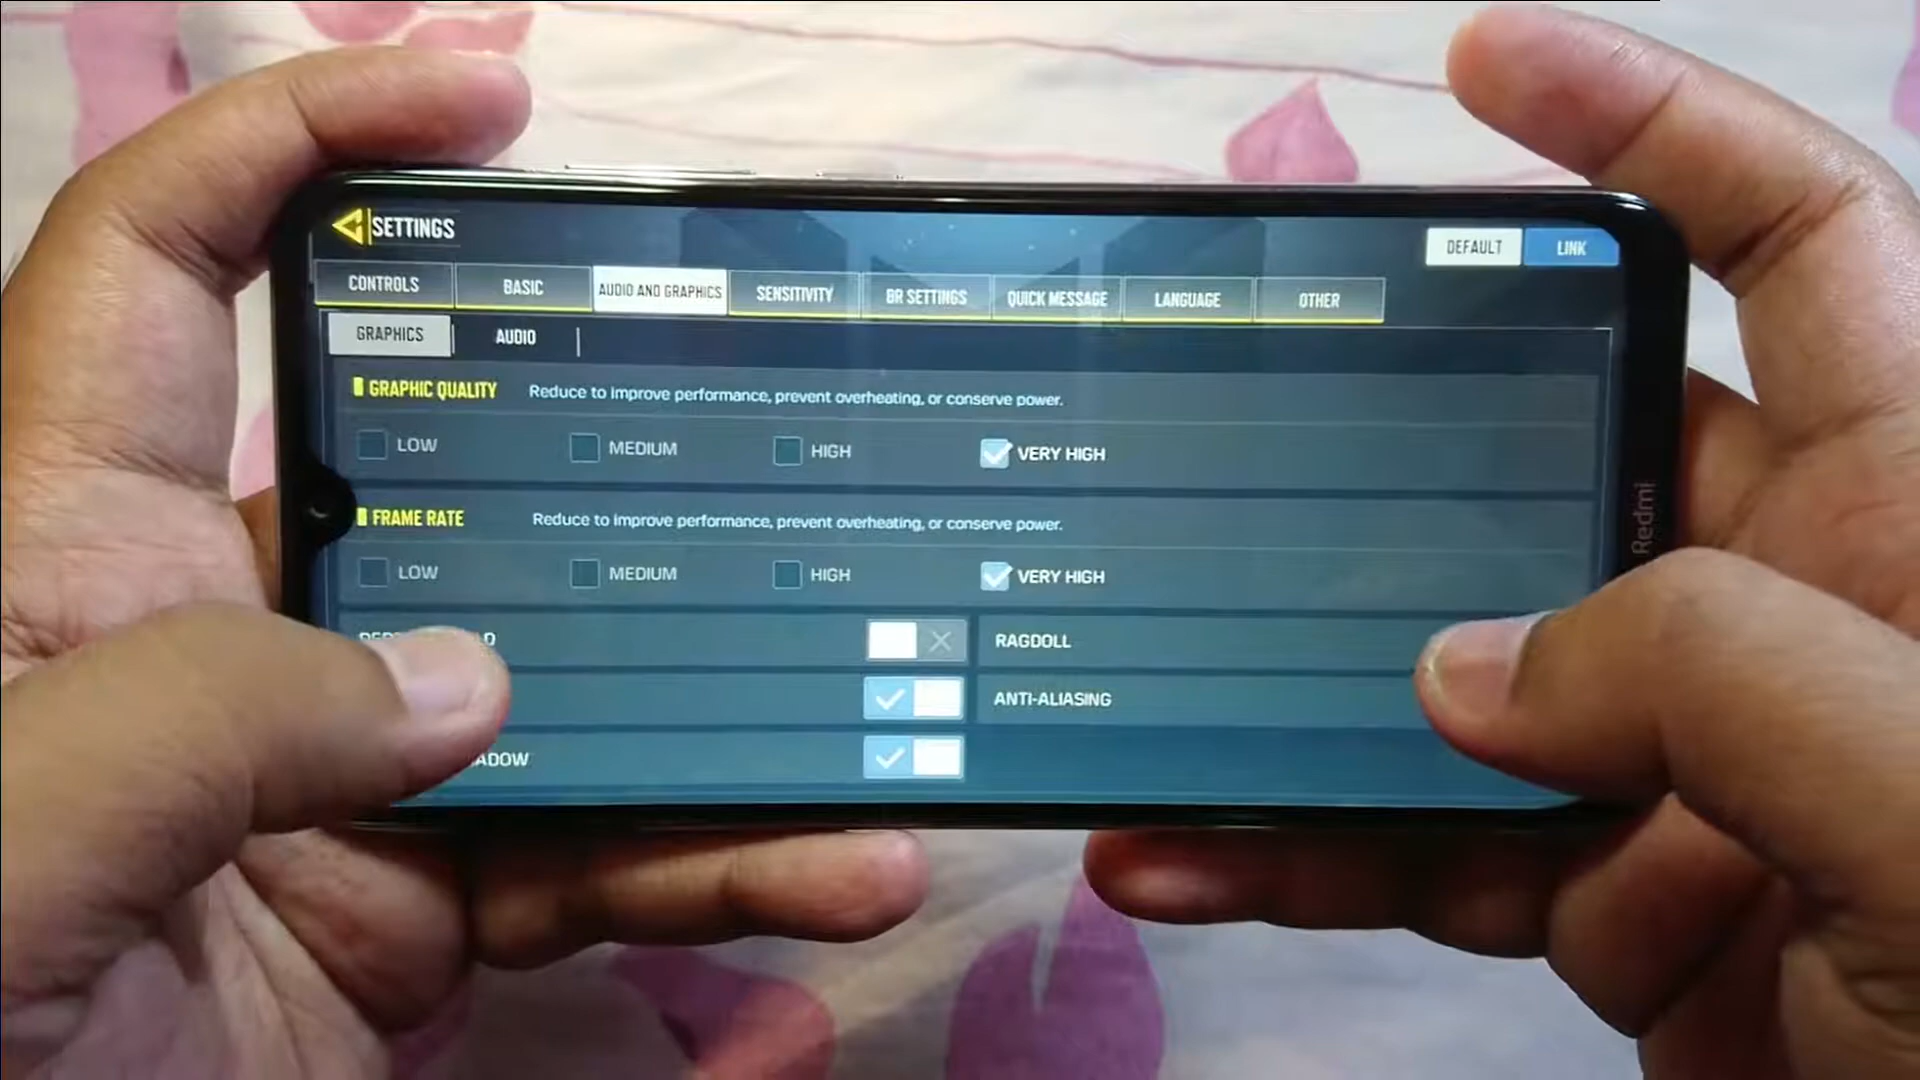 SETTINGS
DEFAULT LINK
CONTROLS BASIC AUDIO AND GRAPHICS SENSITIVITY BR SETTINGS QUICK MESSAGE LANGUAGE OTHER
GRAPHICS AUDIO
GRAPHIC QUALITY Reduce to improve performance, prevent overheating, or conserve power.
LOW MEDIUM HIGH VERY HIGH
FRAME RATE Reduce to improve performance, prevent overheating, or conserve power.
LOW MEDIUM HIGH VERY HIGH
RAGDOLL
ANTI-ALIASING
ADOW
Redmi